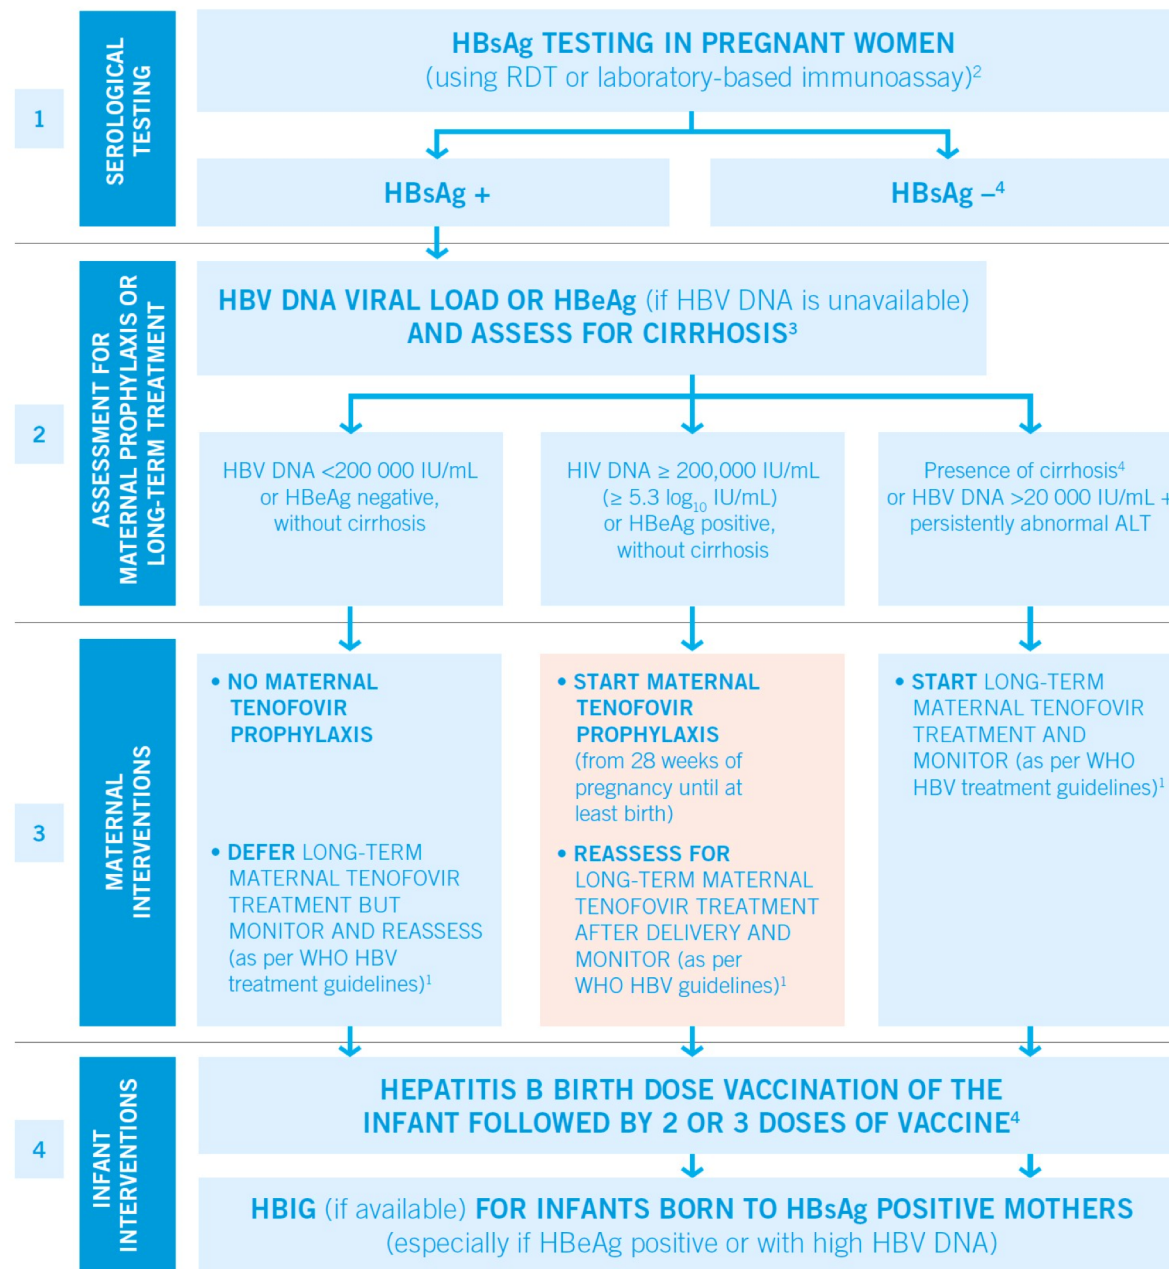 1
SEROLOGICAL
TESTING
HBsAg TESTING IN PREGNANT WOMEN
(using RDT or laboratory-based immunoassay)²
HBsAg +
HBsAg –⁴
2
ASSESSMENT FOR
MATERNAL PROPHYLAXIS OR
LONG-TERM TREATMENT
HBV DNA VIRAL LOAD OR HBeAg (if HBV DNA is unavailable)
AND ASSESS FOR CIRRHOSIS³
HBV DNA <200 000 IU/mL
or HBeAg negative,
without cirrhosis
HIV DNA ≥ 200,000 IU/mL
(≥ 5.3 log₁₀ IU/mL)
or HBeAg positive,
without cirrhosis
Presence of cirrhosis⁴
or HBV DNA >20 000 IU/mL +
persistently abnormal ALT
3
MATERNAL
INTERVENTIONS
• NO MATERNAL
TENOFOVIR
PROPHYLAXIS
• DEFER LONG-TERM
MATERNAL TENOFOVIR
TREATMENT BUT
MONITOR AND REASSESS
(as per WHO HBV
treatment guidelines)¹
• START MATERNAL
TENOFOVIR
PROPHYLAXIS
(from 28 weeks of
pregnancy until at
least birth)
• REASSESS FOR
LONG-TERM MATERNAL
TENOFOVIR TREATMENT
AFTER DELIVERY AND
MONITOR (as per
WHO HBV guidelines)¹
• START LONG-TERM
MATERNAL TENOFOVIR
TREATMENT AND
MONITOR (as per WHO
HBV treatment guidelines)¹
4
INFANT
INTERVENTIONS
HEPATITIS B BIRTH DOSE VACCINATION OF THE
INFANT FOLLOWED BY 2 OR 3 DOSES OF VACCINE⁴
HBIG (if available) FOR INFANTS BORN TO HBsAg POSITIVE MOTHERS
(especially if HBeAg positive or with high HBV DNA)